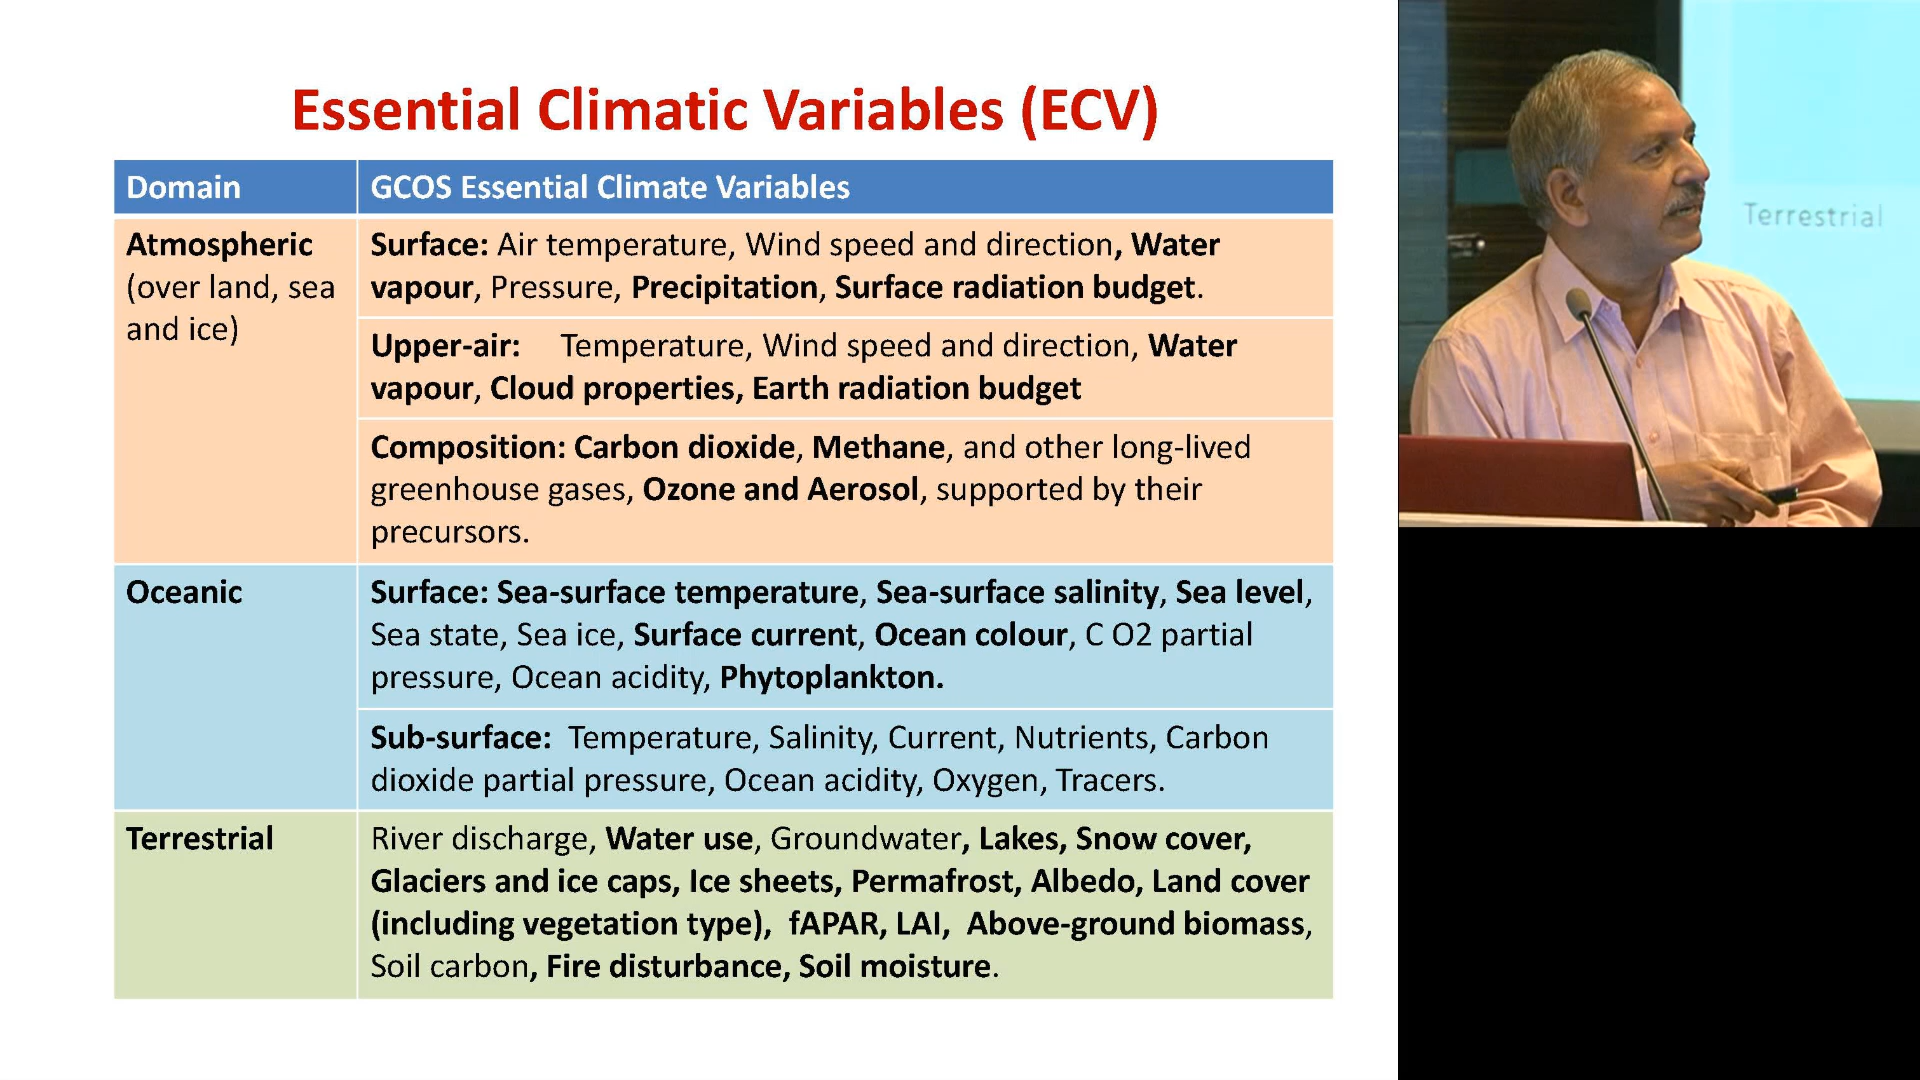 Essential Climatic Variables (ECV)
Domain
GCOS Essential Climate Variables
Atmospheric
(over land, sea
and ice)
Surface: Air temperature, Wind speed and direction, Water
vapour, Pressure, Precipitation, Surface radiation budget.
Upper-air: Temperature, Wind speed and direction, Water
vapour, Cloud properties, Earth radiation budget
Composition: Carbon dioxide, Methane, and other long-lived
greenhouse gases, Ozone and Aerosol, supported by their
precursors.
Oceanic
Surface: Sea-surface temperature, Sea-surface salinity, Sea level,
Sea state, Sea ice, Surface current, Ocean colour, C O2 partial
pressure, Ocean acidity, Phytoplankton.
Sub-surface: Temperature, Salinity, Current, Nutrients, Carbon
dioxide partial pressure, Ocean acidity, Oxygen, Tracers.
Terrestrial
River discharge, Water use, Groundwater, Lakes, Snow cover,
Glaciers and ice caps, Ice sheets, Permafrost, Albedo, Land cover
(including vegetation type), fAPAR, LAI, Above-ground biomass,
Soil carbon, Fire disturbance, Soil moisture.
Terrestrial